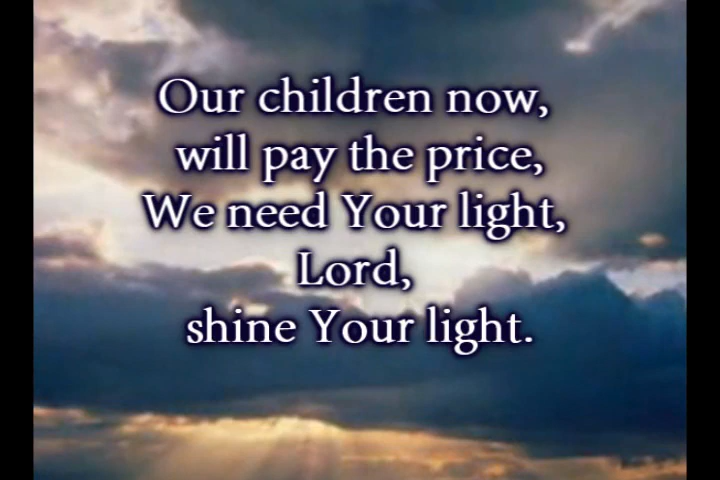 Our children now,
will pay the price,
We need Your light,
Lord,
shine Your light.